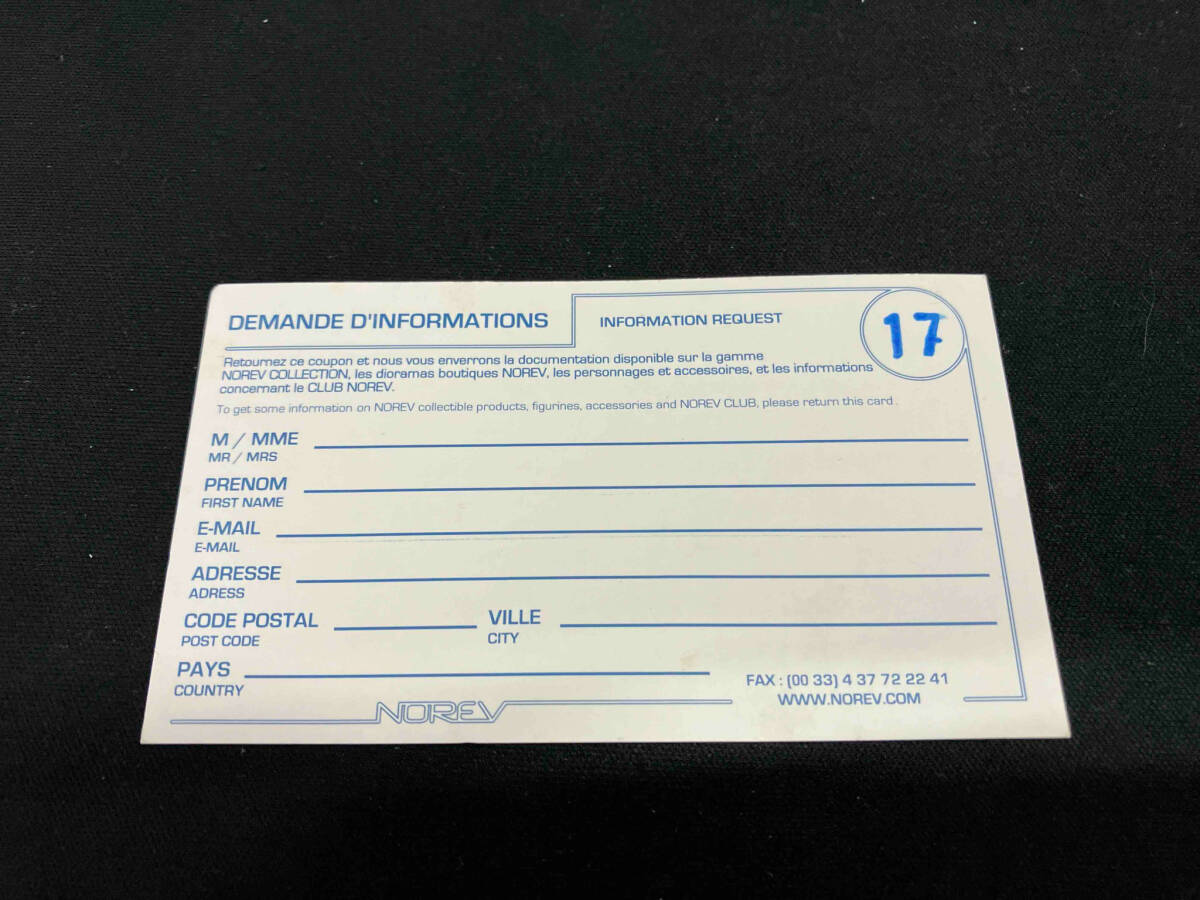 DEMANDE D'INFORMATIONS
INFORMATION REQUEST
17
Retournez ce coupon et nous vous enverrons la documentation disponible sur la gamme
NOREV COLLECTION, les dioramas boutiques NOREV, les personnages et accessoires, et les informations
concernant le CLUB NOREV.
To get some information on NOREV collectible products, figurines, accessories and NOREV CLUB, please return this card.
M / MME
MR / MRS
PRENOM
FIRST NAME
E-MAIL
E-MAIL
ADRESSE
ADRESS
CODE POSTAL
POST CODE
VILLE
CITY
PAYS
COUNTRY
FAX : (00 33) 4 37 72 22 41
WWW.NOREV.COM
NOREV